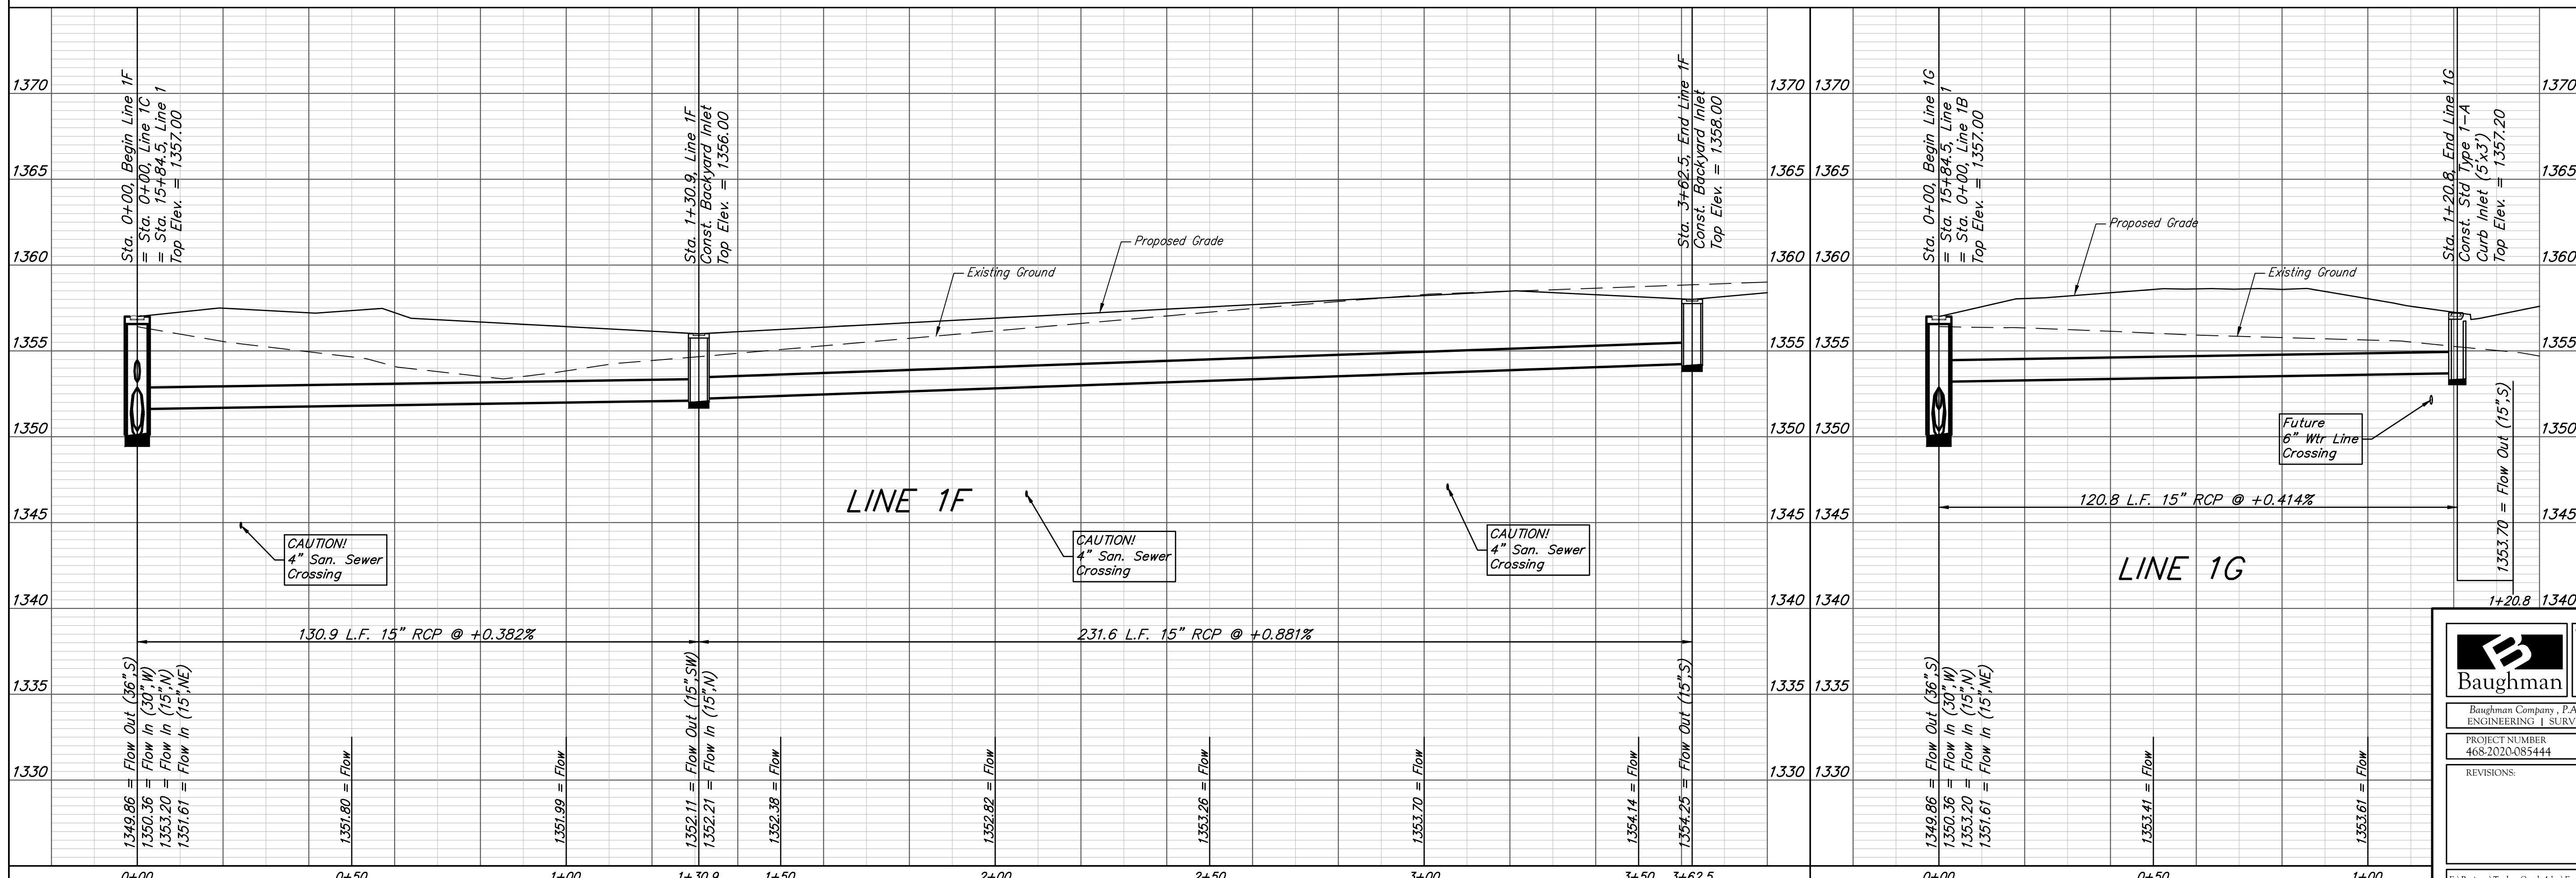 1370
1365
1360
1355
1350
1345
1340
1335
1330
Sta. 0+00, Begin Line 1F
= Sta. 0+00, Line 1C
= Sta. 15+84.5, Line 1
Top Elev. = 1357.00
Sta. 1+30.9, Line 1F
Const. Backyard Inlet
Top Elev. = 1356.00
Sta. 3+62.5, End Line 1F
Const. Backyard Inlet
Top Elev. = 1358.00
Proposed Grade
Existing Ground
LINE 1F
CAUTION!
4" San. Sewer
Crossing
CAUTION!
4" San. Sewer
Crossing
CAUTION!
4" San. Sewer
Crossing
130.9 L.F. 15" RCP @ +0.382%
231.6 L.F. 15" RCP @ +0.881%
1349.86 = Flow Out (36",S)
1350.36 = Flow In (30",W)
1353.20 = Flow In (15",N)
1351.61 = Flow In (15",NE)
1351.80 = Flow
1351.99 = Flow
1352.11 = Flow Out (15",SW)
1352.21 = Flow In (15",N)
1352.38 = Flow
1352.82 = Flow
1353.26 = Flow
1353.70 = Flow
1354.14 = Flow
1354.25 = Flow Out (15",S)
0+00
0+50
1+00
1+30.9
1+50
2+00
2+50
3+00
3+50
3+62.5
1370 1370
1365 1365
1360 1360
1355 1355
1350 1350
1345 1345
1340 1340
1335 1335
1330 1330
Sta. 0+00, Begin Line 1G
= Sta. 15+84.5, Line 1
= Sta. 0+00, Line 1B
Top Elev. = 1357.00
Sta. 1+20.8, End Line 1G
Const. Std Type 1-A
Curb Inlet (5'x3')
Top Elev. = 1357.20
Proposed Grade
Existing Ground
Future
6" Wtr Line
Crossing
120.8 L.F. 15" RCP @ +0.414%
1353.70 = Flow Out (15",S)
LINE 1G
1+20.8
1349.86 = Flow Out (36",S)
1350.36 = Flow In (30",W)
1353.20 = Flow In (15",N)
1351.61 = Flow In (15",NE)
1353.41 = Flow
1353.61 = Flow
0+00
0+50
1+00
1370
1365
1360
1355
1350
1345
1340
B
Baughman
Baughman Company, P.A
ENGINEERING | SURV
PROJECT NUMBER
468-2020-085444
REVISIONS: